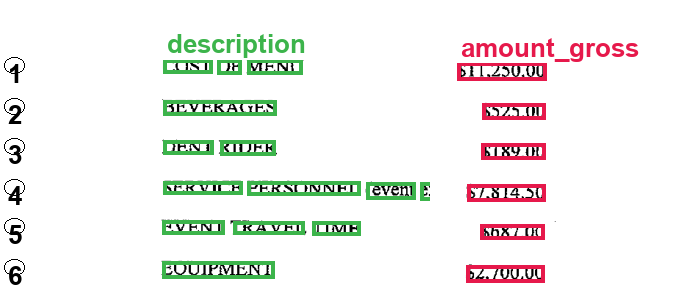 description amount_gross
1 COST OF MENU $11,250.00
2 BEVERAGES $525.00
3 RIDER $189.00
4 SERVICE PERSONNEL event $7,814.50
5 EVENT TRAVEL TIME $687.00
6 EQUIPMENT $2,700.00